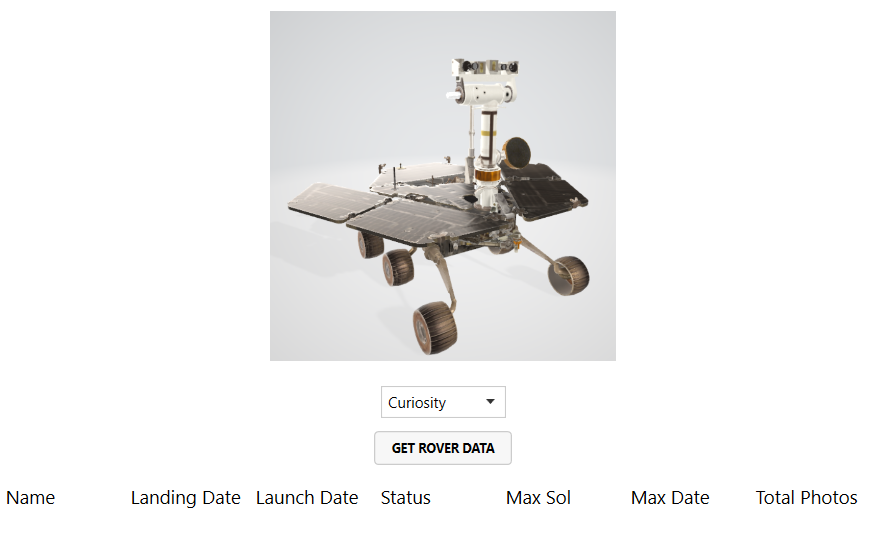 Curiosity
GET ROVER DATA
Name Landing Date Launch Date Status Max Sol Max Date Total Photos